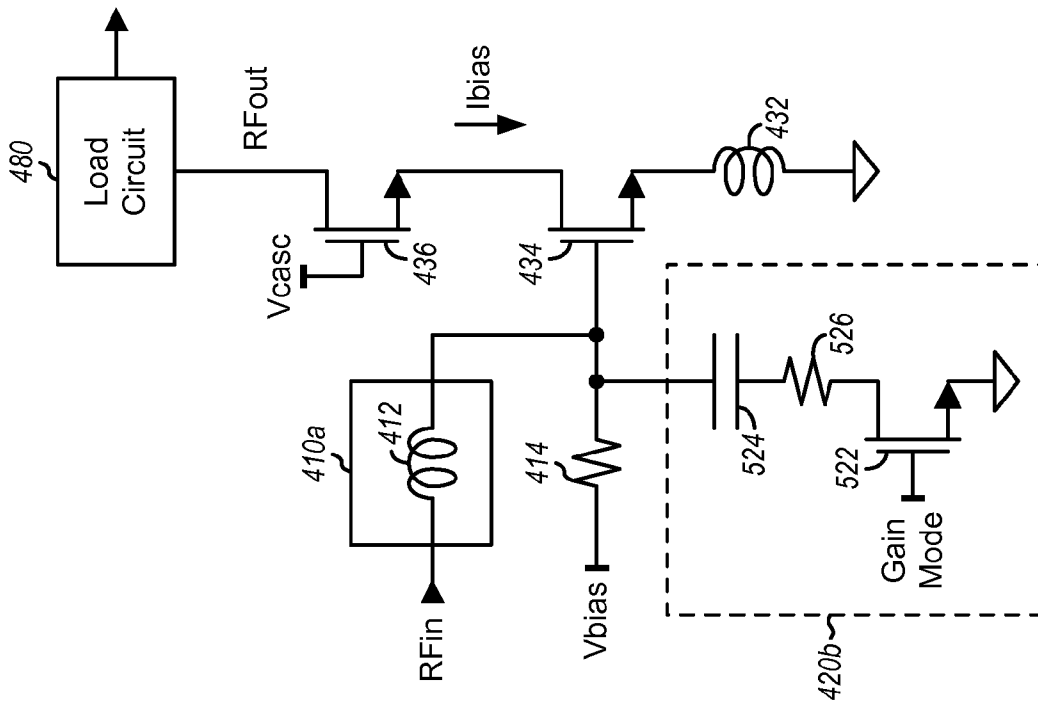 480
Load
Circuit
RFout
Ibias
Vcasc
436
434
432
410a
412
RFin
414
Vbias
524
526
522
Gain
Mode
420b